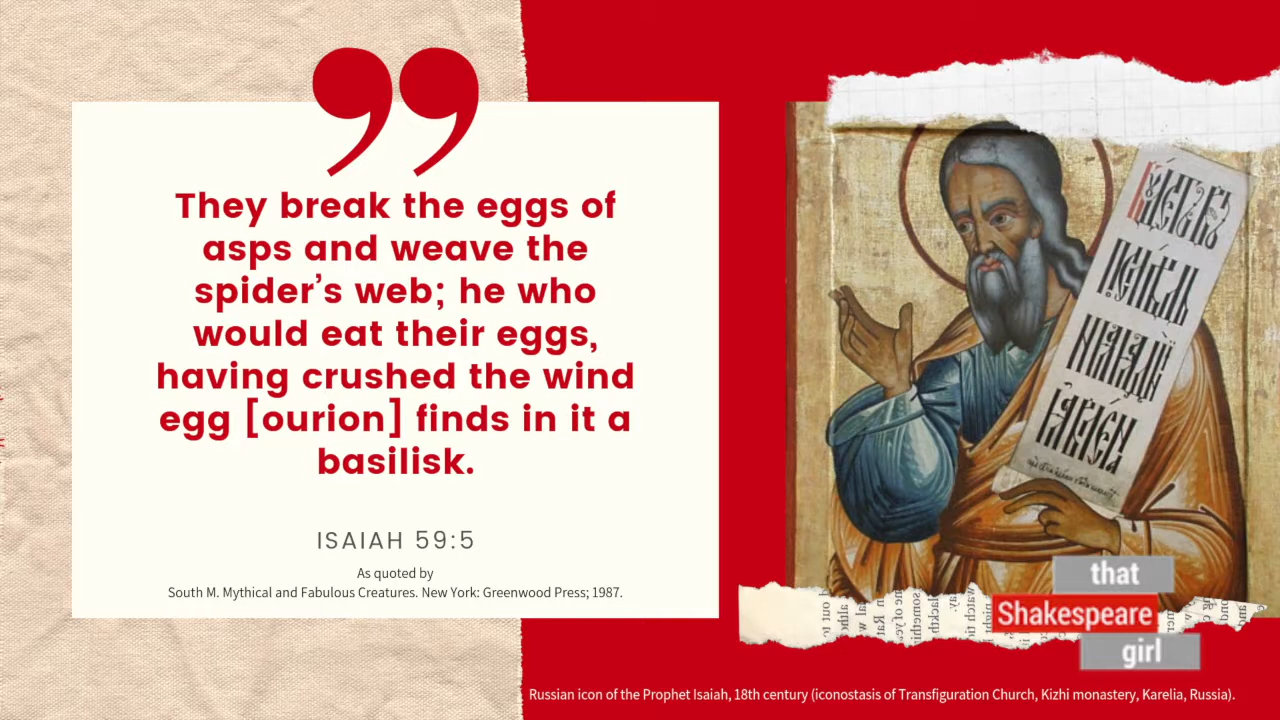 They break the eggs of
asps and weave the
spider’s web; he who
would eat their eggs,
having crushed the wind
egg [ourion] finds in it a
basilisk.
ISAIAH 59:5
As quoted by
South M. Mythical and Fabulous Creatures. New York: Greenwood Press; 1987.
that
Shakespeare
girl
Russian icon of the Prophet Isaiah, 18th century (iconostasis of Transfiguration Church, Kizhi monastery, Karelia, Russia).